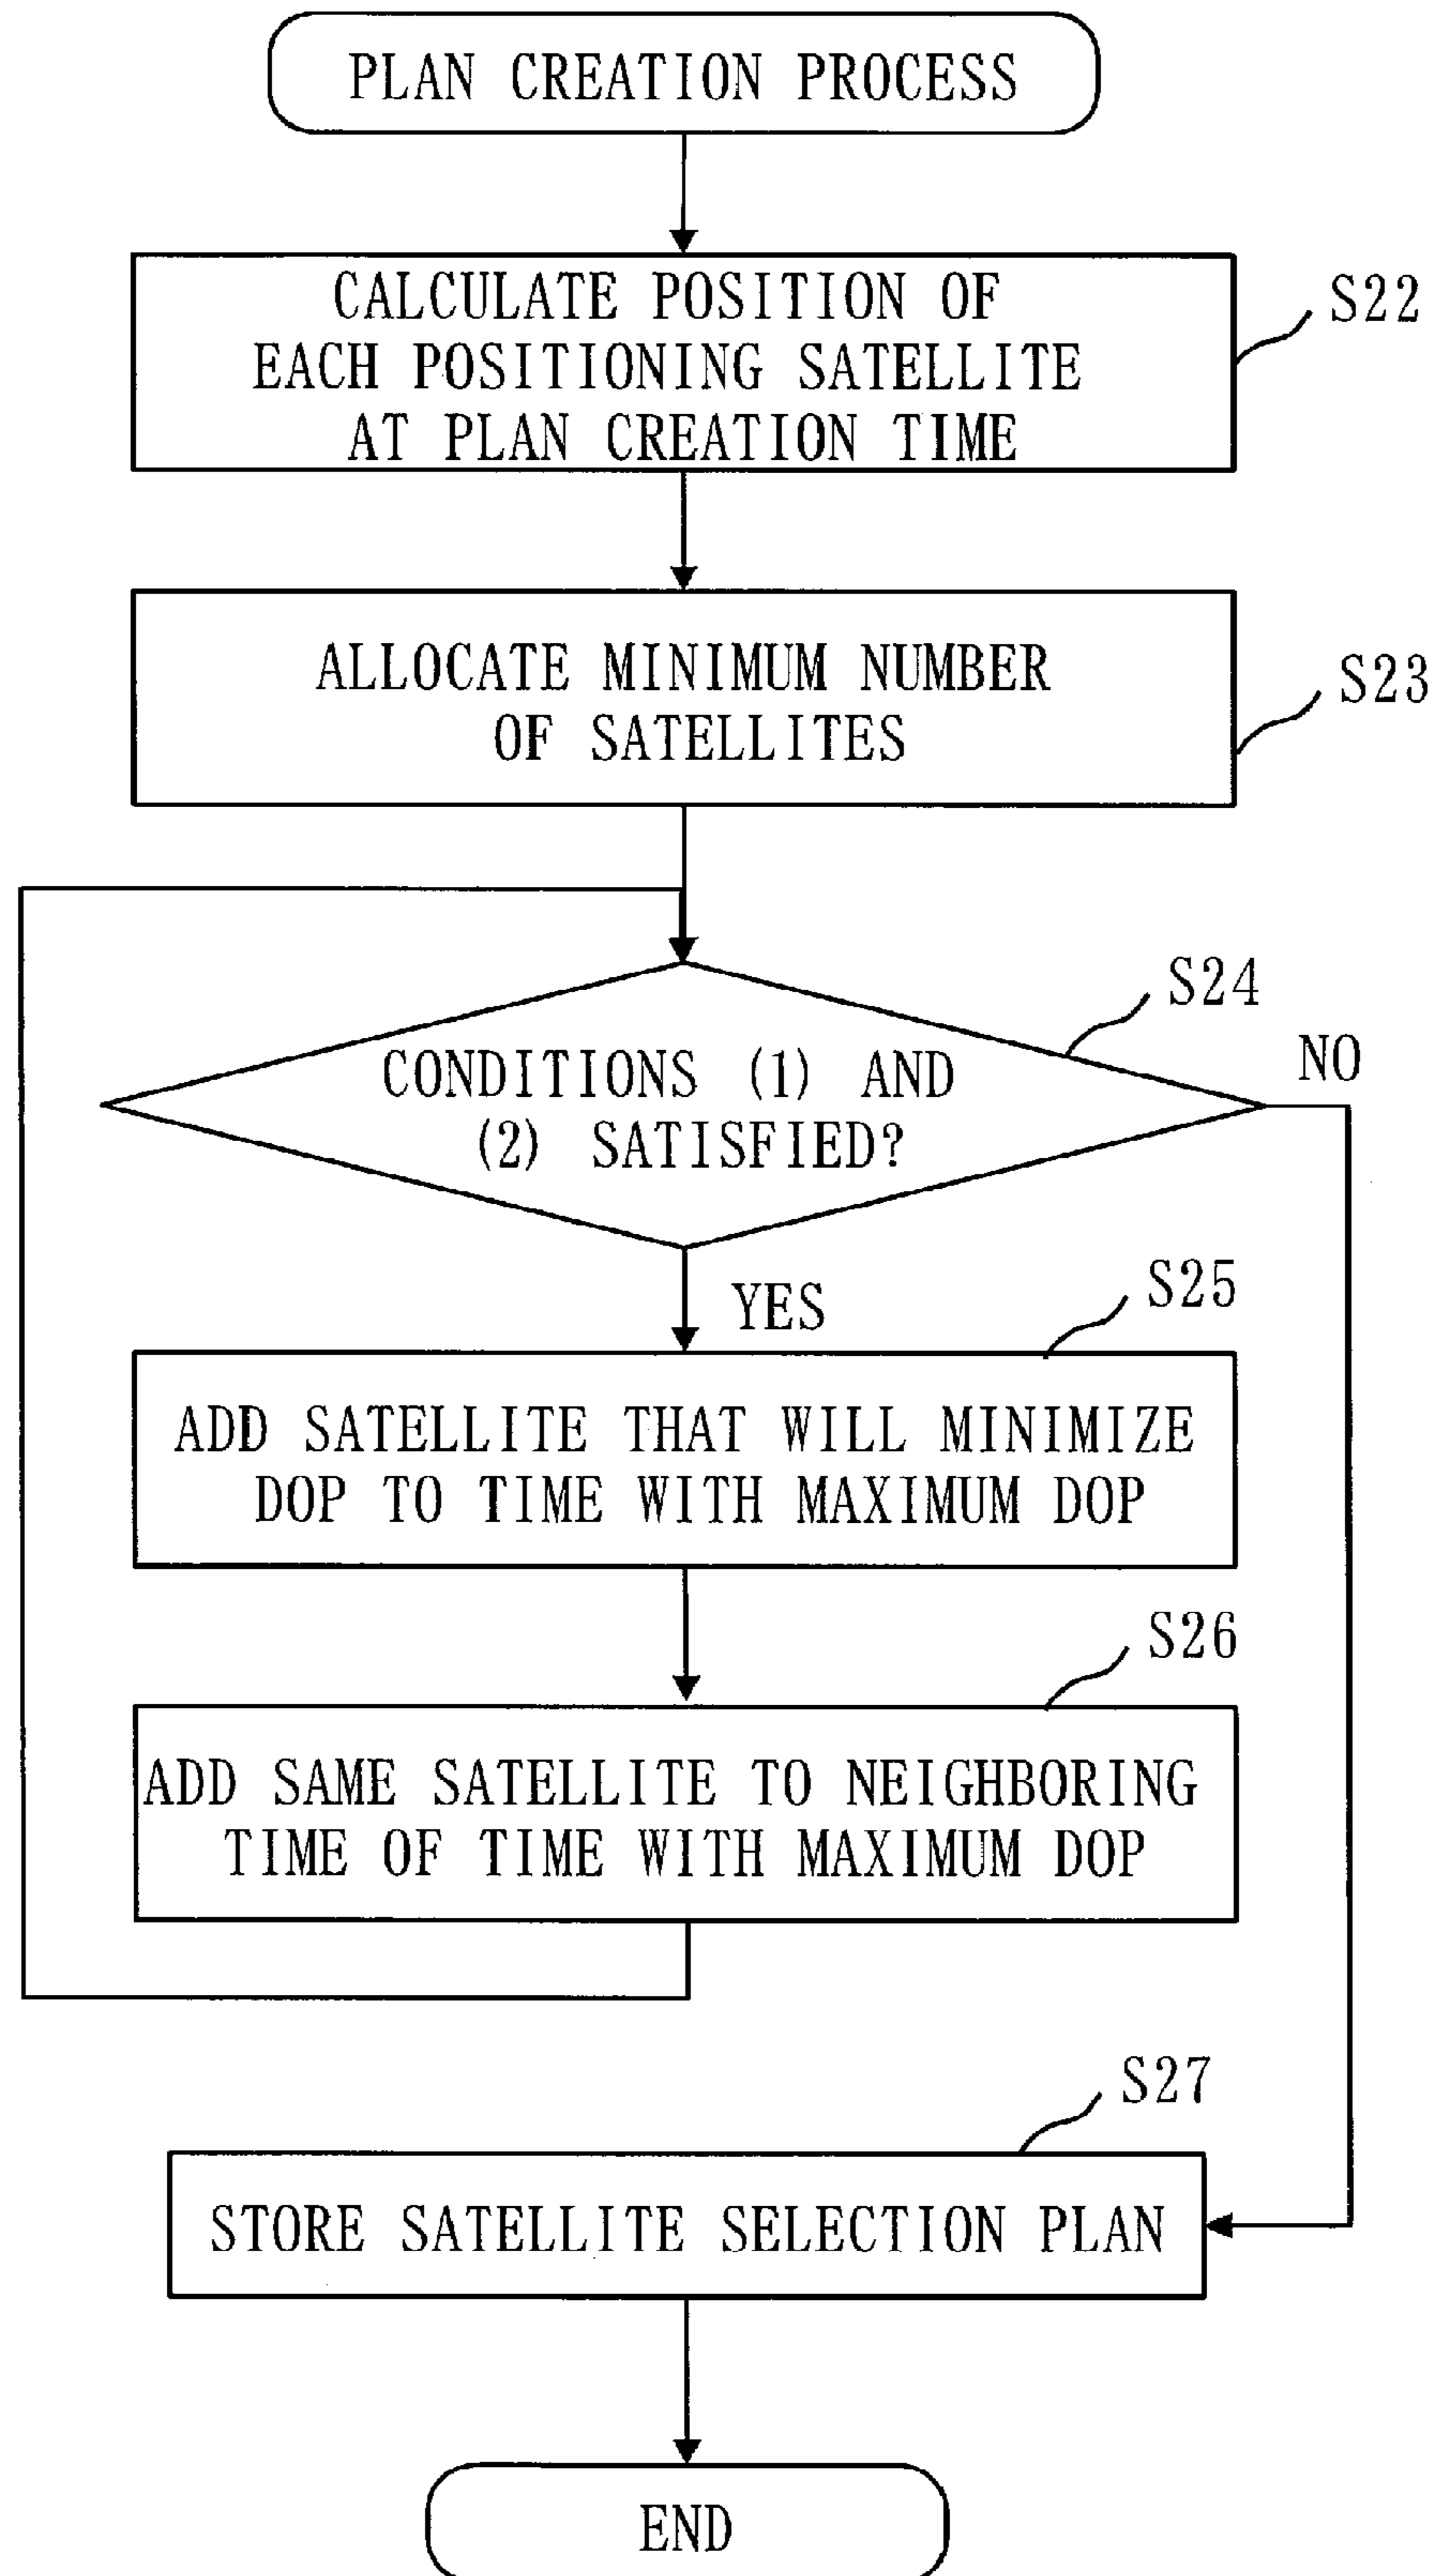 PLAN CREATION PROCESS
CALCULATE POSITION OF
EACH POSITIONING SATELLITE
AT PLAN CREATION TIME
S22
ALLOCATE MINIMUM NUMBER
OF SATELLITES
S23
S24
NO
CONDITIONS (1) AND
(2) SATISFIED?
YES
S25
ADD SATELLITE THAT WILL MINIMIZE
DOP TO TIME WITH MAXIMUM DOP
S26
ADD SAME SATELLITE TO NEIGHBORING
TIME OF TIME WITH MAXIMUM DOP
S27
STORE SATELLITE SELECTION PLAN
END